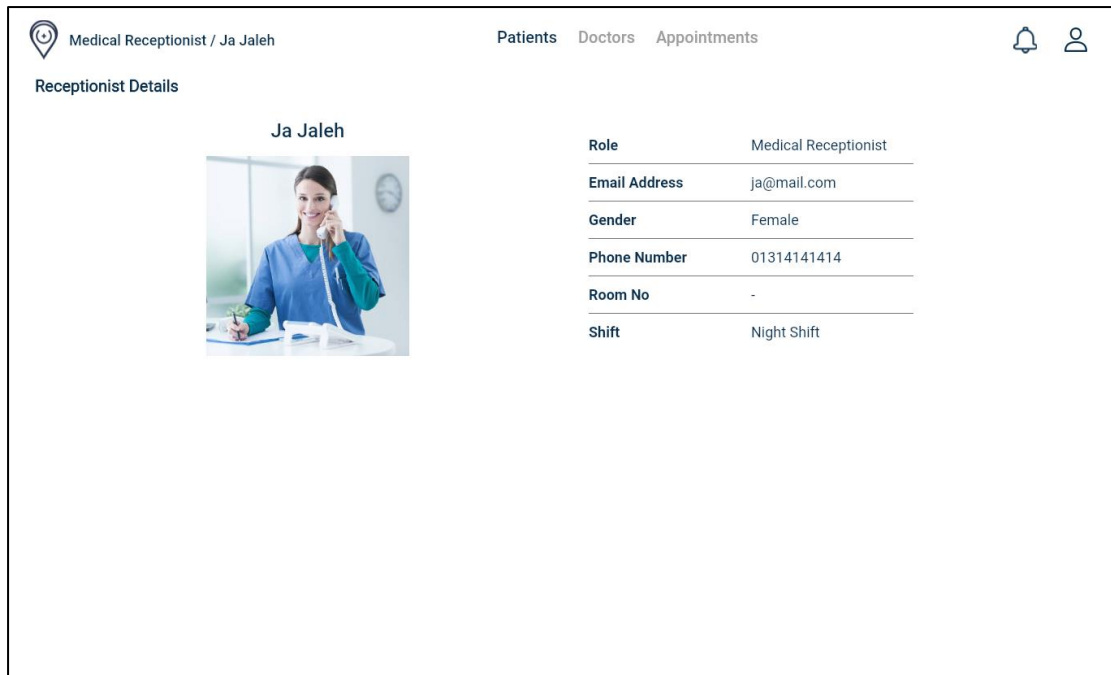 Medical Receptionist / Ja Jaleh
Patients Doctors Appointments
Receptionist Details
Ja Jaleh
Role Medical Receptionist
Email Address ja@mail.com
Gender Female
Phone Number 01314141414
Room No -
Shift Night Shift